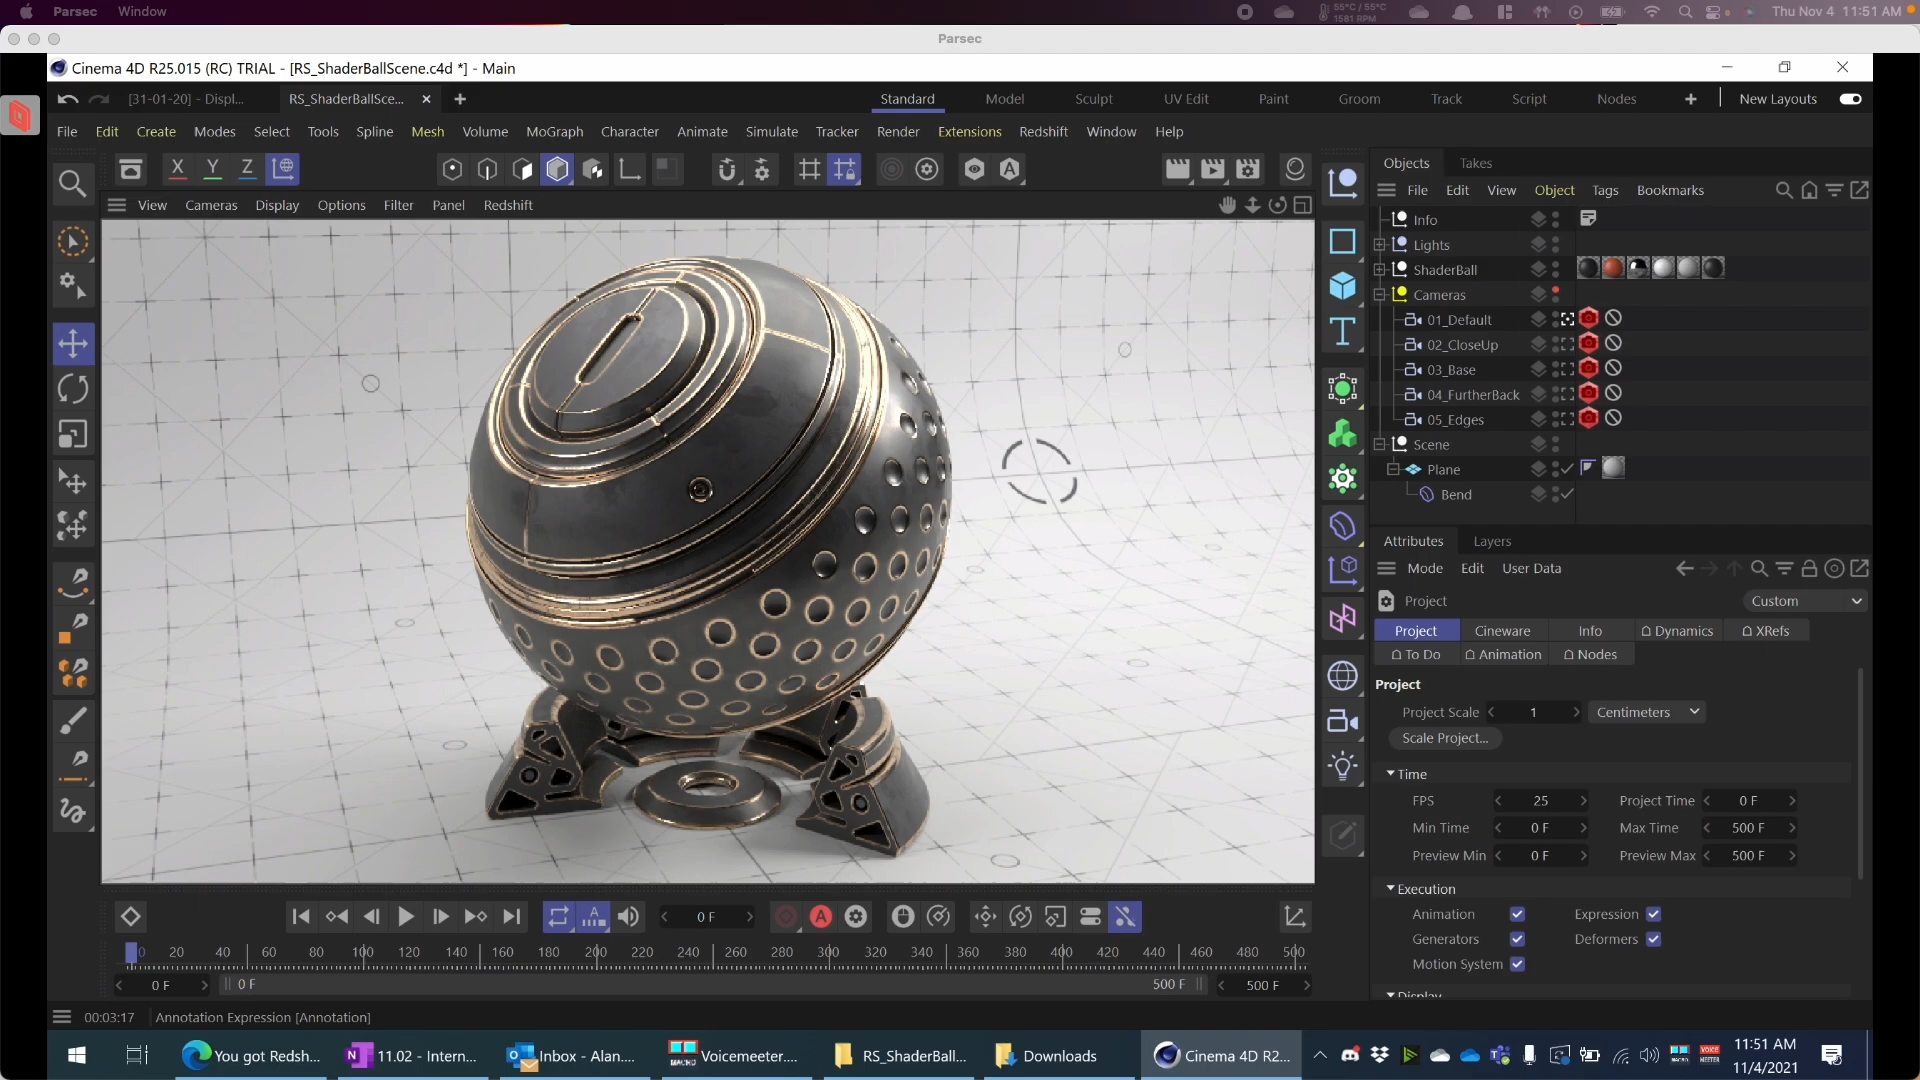 Parsec Window 55°C / 55°C 1581 RPM Thu Nov 4 11:51 AM
Parsec
Cinema 4D R25.015 (RC) TRIAL - [RS_ShaderBallScene.c4d *] - Main
[31-01-20] - Displ... RS_ShaderBallSce... Standard Model Sculpt UV Edit Paint Groom Track Script Nodes New Layouts
File Edit Create Modes Select Tools Spline Mesh Volume MoGraph Character Animate Simulate Tracker Render Extensions Redshift Window Help
X Y Z
Objects Takes
View Cameras Display Options Filter Panel Redshift
File Edit View Object Tags Bookmarks
Info
Lights
ShaderBall
Cameras
01_Default
02_CloseUp
03_Base
04_FurtherBack
05_Edges
Scene
Plane
Bend
Attributes Layers
Mode Edit User Data
Project Custom
Project Cineware Info Dynamics XRefs
To Do Animation Nodes
Project
Project Scale 1 Centimeters
Scale Project...
Time
FPS 25 Project Time 0 F
Min Time 0 F Max Time 500 F
Preview Min 0 F Preview Max 500 F
Execution
Animation Expression
Generators Deformers
Motion System
Display
0 F
0 20 40 60 80 100 120 140 160 180 200 220 240 260 280 300 320 340 360 380 400 420 440 460 480 500
0 F 0 F 500 F 500 F
00:03:17 Annotation Expression [Annotation]
You got Redsh... 11.02 - Intern... Inbox - Alan.... Voicemeeter.... RS_ShaderBall... Downloads Cinema 4D R2... 11:51 AM
11/4/2021